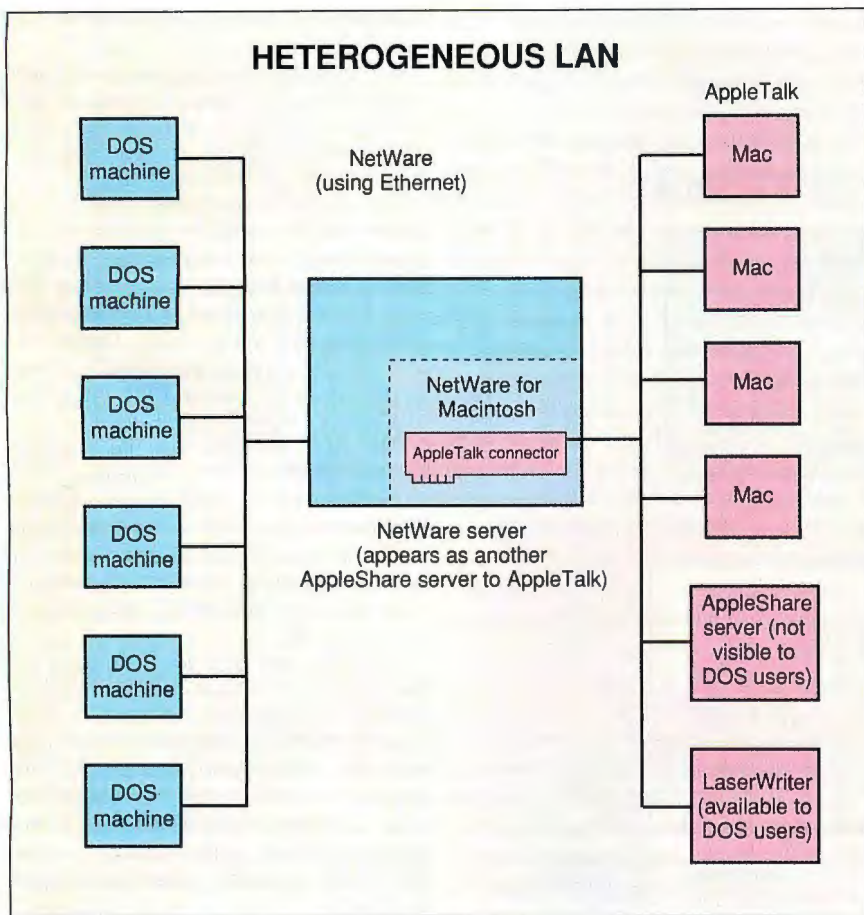 HETEROGENEOUS LAN
DOS
machine
DOS
machine
DOS
machine
DOS
machine
DOS
machine
DOS
machine
NetWare
(using Ethernet)
NetWare for
Macintosh
AppleTalk connector
NetWare server
(appears as another
AppleShare server to AppleTalk)
AppleTalk
Mac
Mac
Mac
Mac
AppleShare
server (not
visible to
DOS users)
LaserWriter
(available to
DOS users)